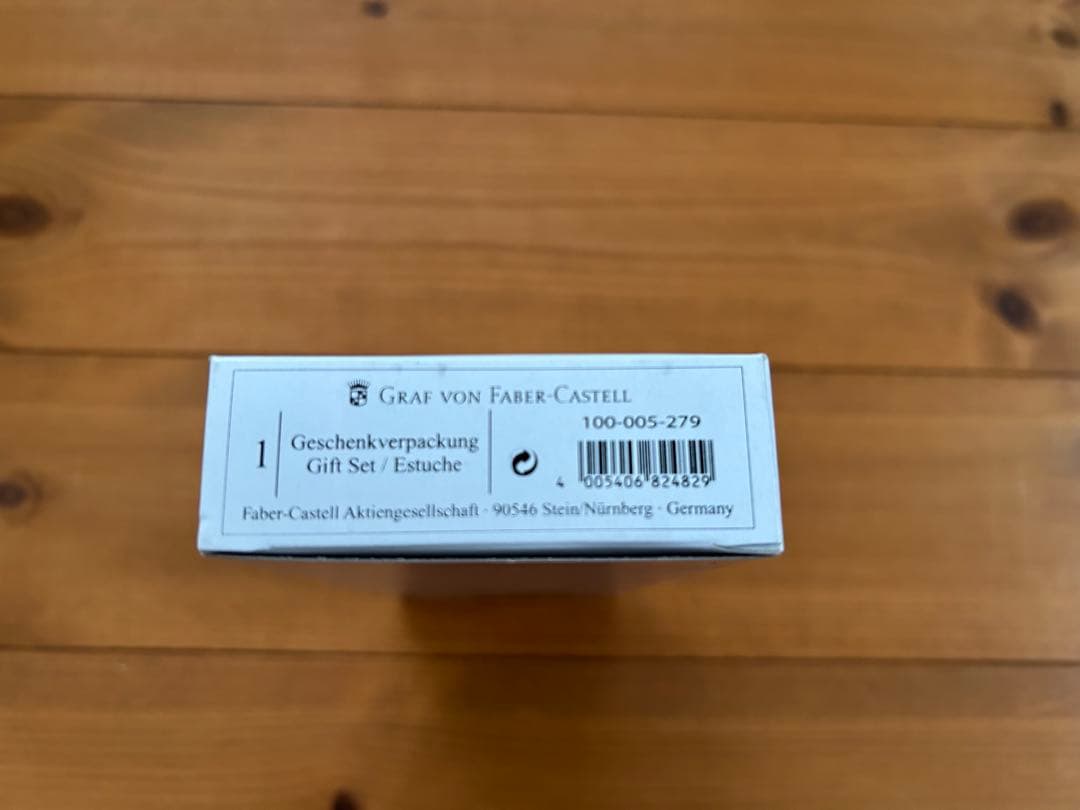 GRAF VON FABER-CASTELL
100-005-279
1
Geschenkverpackung
Gift Set / Estuche
4 005406 824829
Faber-Castell Aktiengesellschaft · 90546 Stein/Nürnberg · Germany